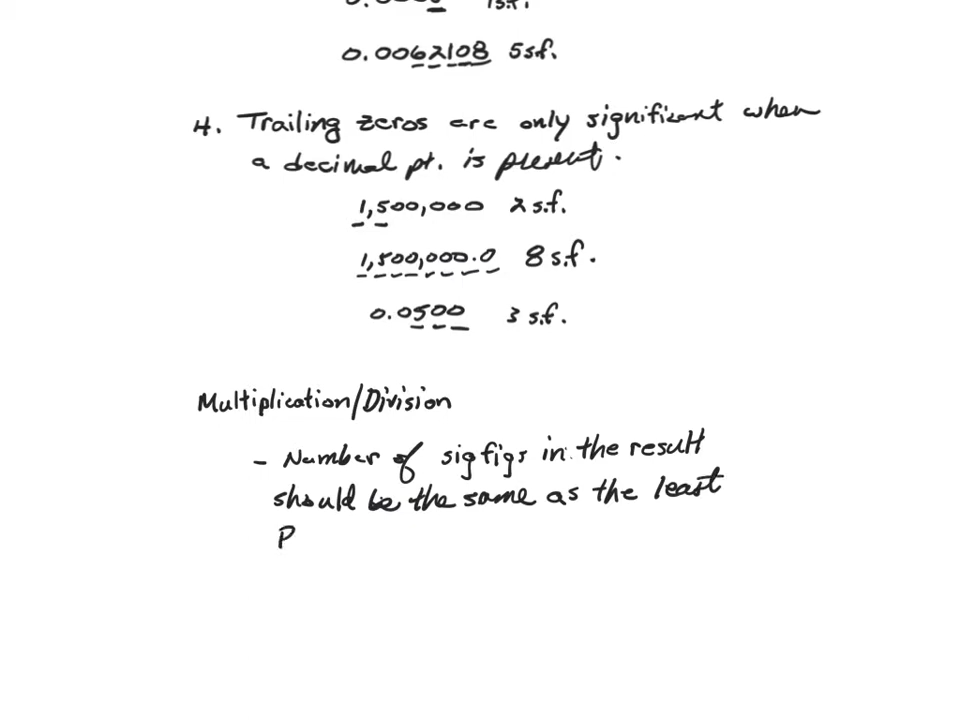 0.0062108 5 s.f.
4. Trailing zeros are only significant when
a decimal pt. is present.
1,500,000 2 s.f.
1,500,000.0 8 s.f.
0.0500 3 s.f.
Multiplication/Division
- Number of sig figs in the result
should be the same as the least
P